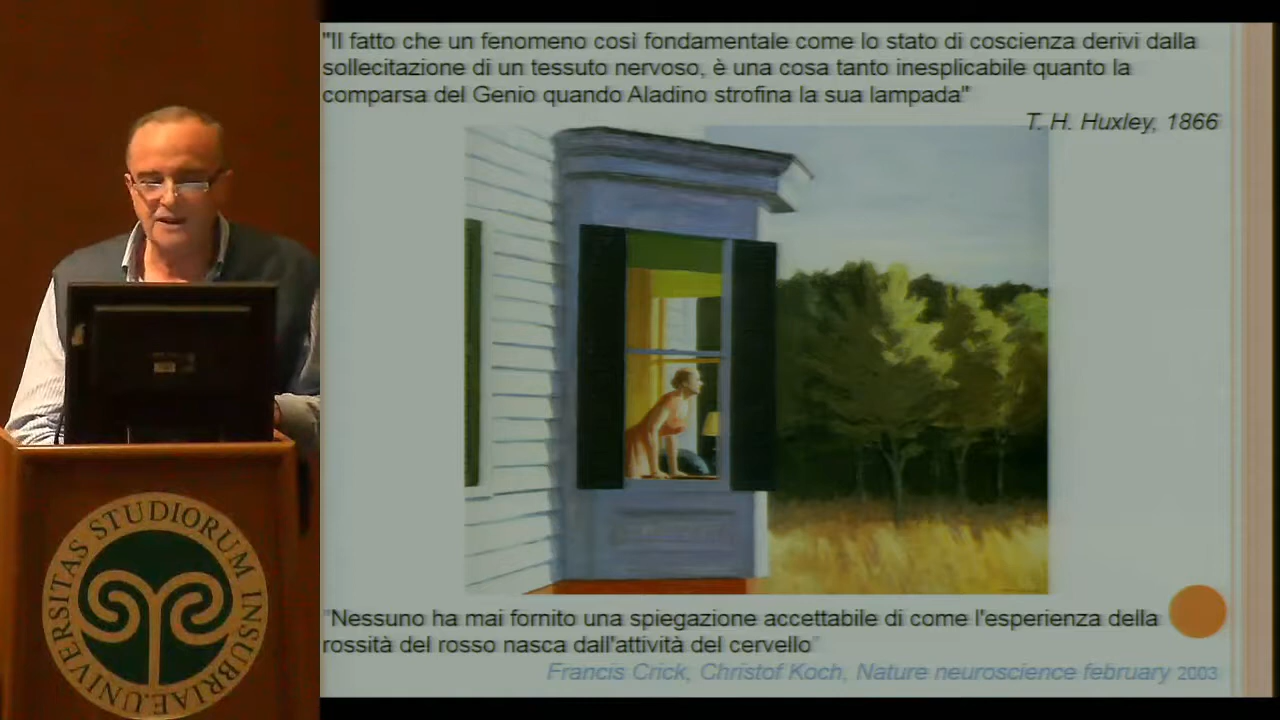 "Il fatto che un fenomeno così fondamentale come lo stato di coscienza derivi dalla
sollecitazione di un tessuto nervoso, è una cosa tanto inesplicabile quanto la
comparsa del Genio quando Aladino strofina la sua lampada"
T. H. Huxley, 1866
"Nessuno ha mai fornito una spiegazione accettabile di come l'esperienza della
rossità del rosso nasca dall'attività del cervello"
Francis Crick, Christof Koch, Nature neuroscience february 2003
UNIVERSITAS STUDIORUM INSUBRIAE